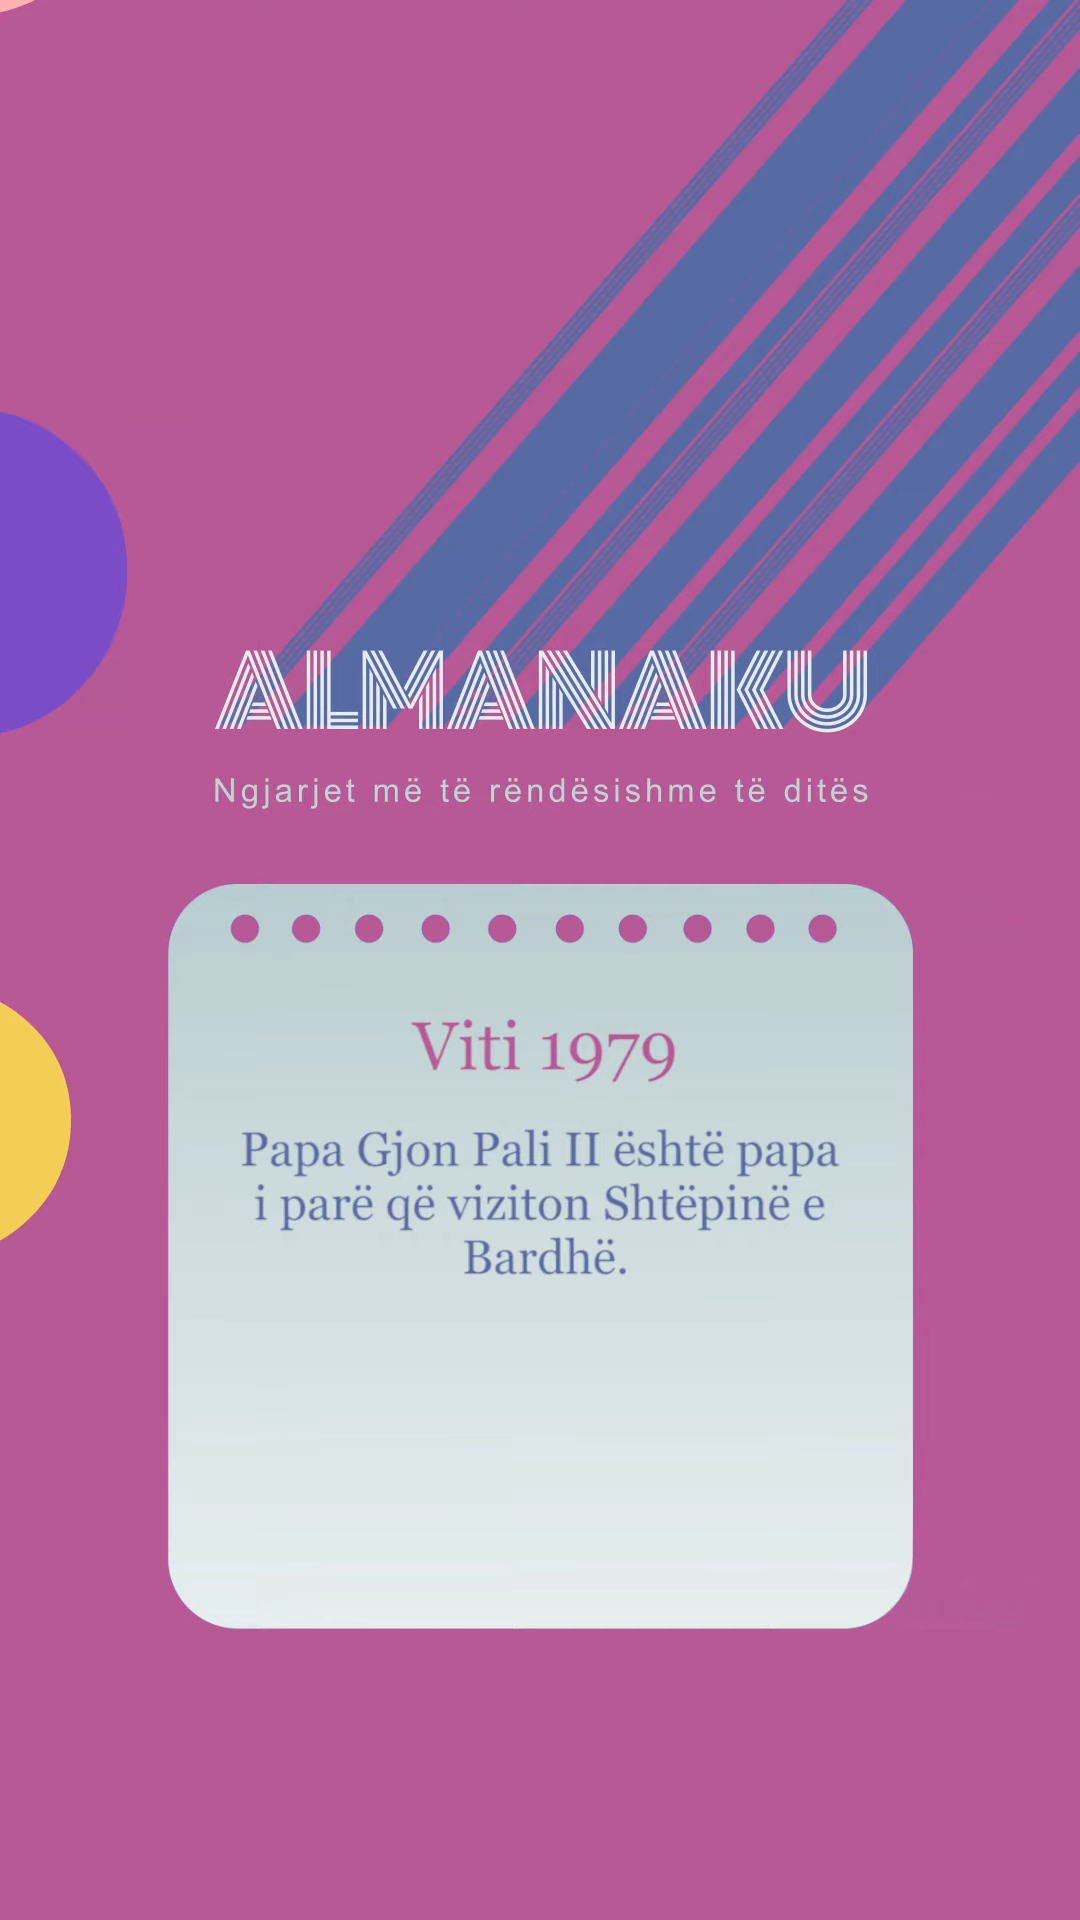 ALMANAKU
Ngjarjet më të rëndësishme të ditës
Viti 1979
Papa Gjon Pali II është papa
i parë që viziton Shtëpinë e
Bardhë.